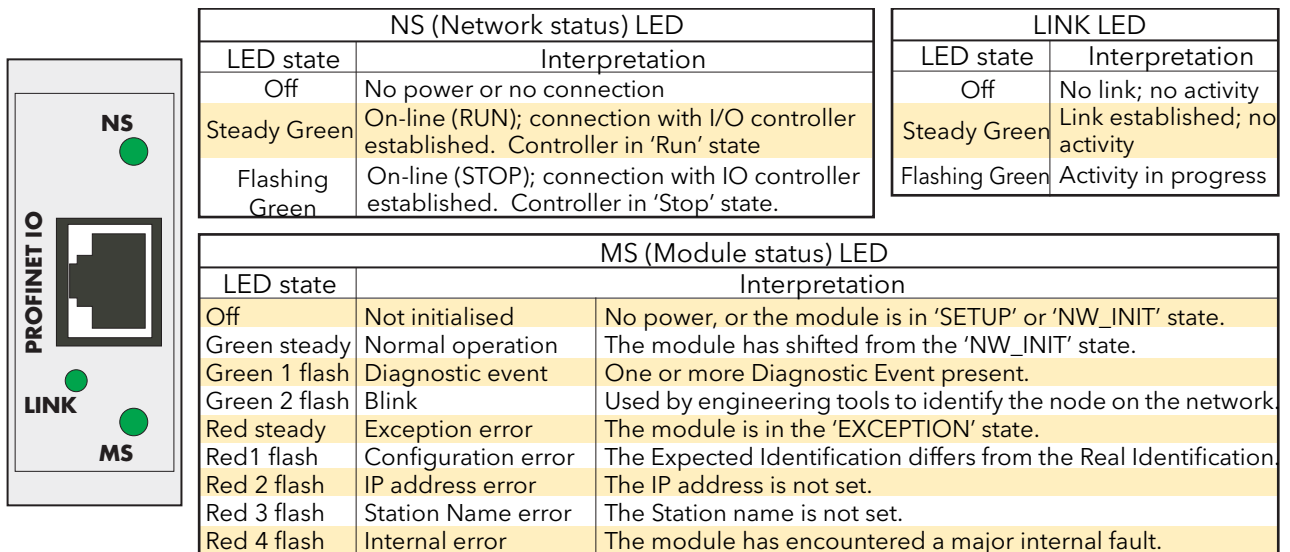 NS
PROFINET IO
LINK
MS
NS (Network status) LED
LED state Interpretation
Off No power or no connection
Steady Green On-line (RUN); connection with I/O controller
established. Controller in 'Run' state
Flashing On-line (STOP); connection with IO controller
Green established. Controller in 'Stop' state.
LINK LED
LED state Interpretation
Off No link; no activity
Steady Green Link established; no
activity
Flashing Green Activity in progress
MS (Module status) LED
LED state Interpretation
Off Not initialised No power, or the module is in 'SETUP' or 'NW_INIT' state.
Green steady Normal operation The module has shifted from the 'NW_INIT' state.
Green 1 flash Diagnostic event One or more Diagnostic Event present.
Green 2 flash Blink Used by engineering tools to identify the node on the network.
Red steady Exception error The module is in the 'EXCEPTION' state.
Red1 flash Configuration error The Expected Identification differs from the Real Identification.
Red 2 flash IP address error The IP address is not set.
Red 3 flash Station Name error The Station name is not set.
Red 4 flash Internal error The module has encountered a major internal fault.